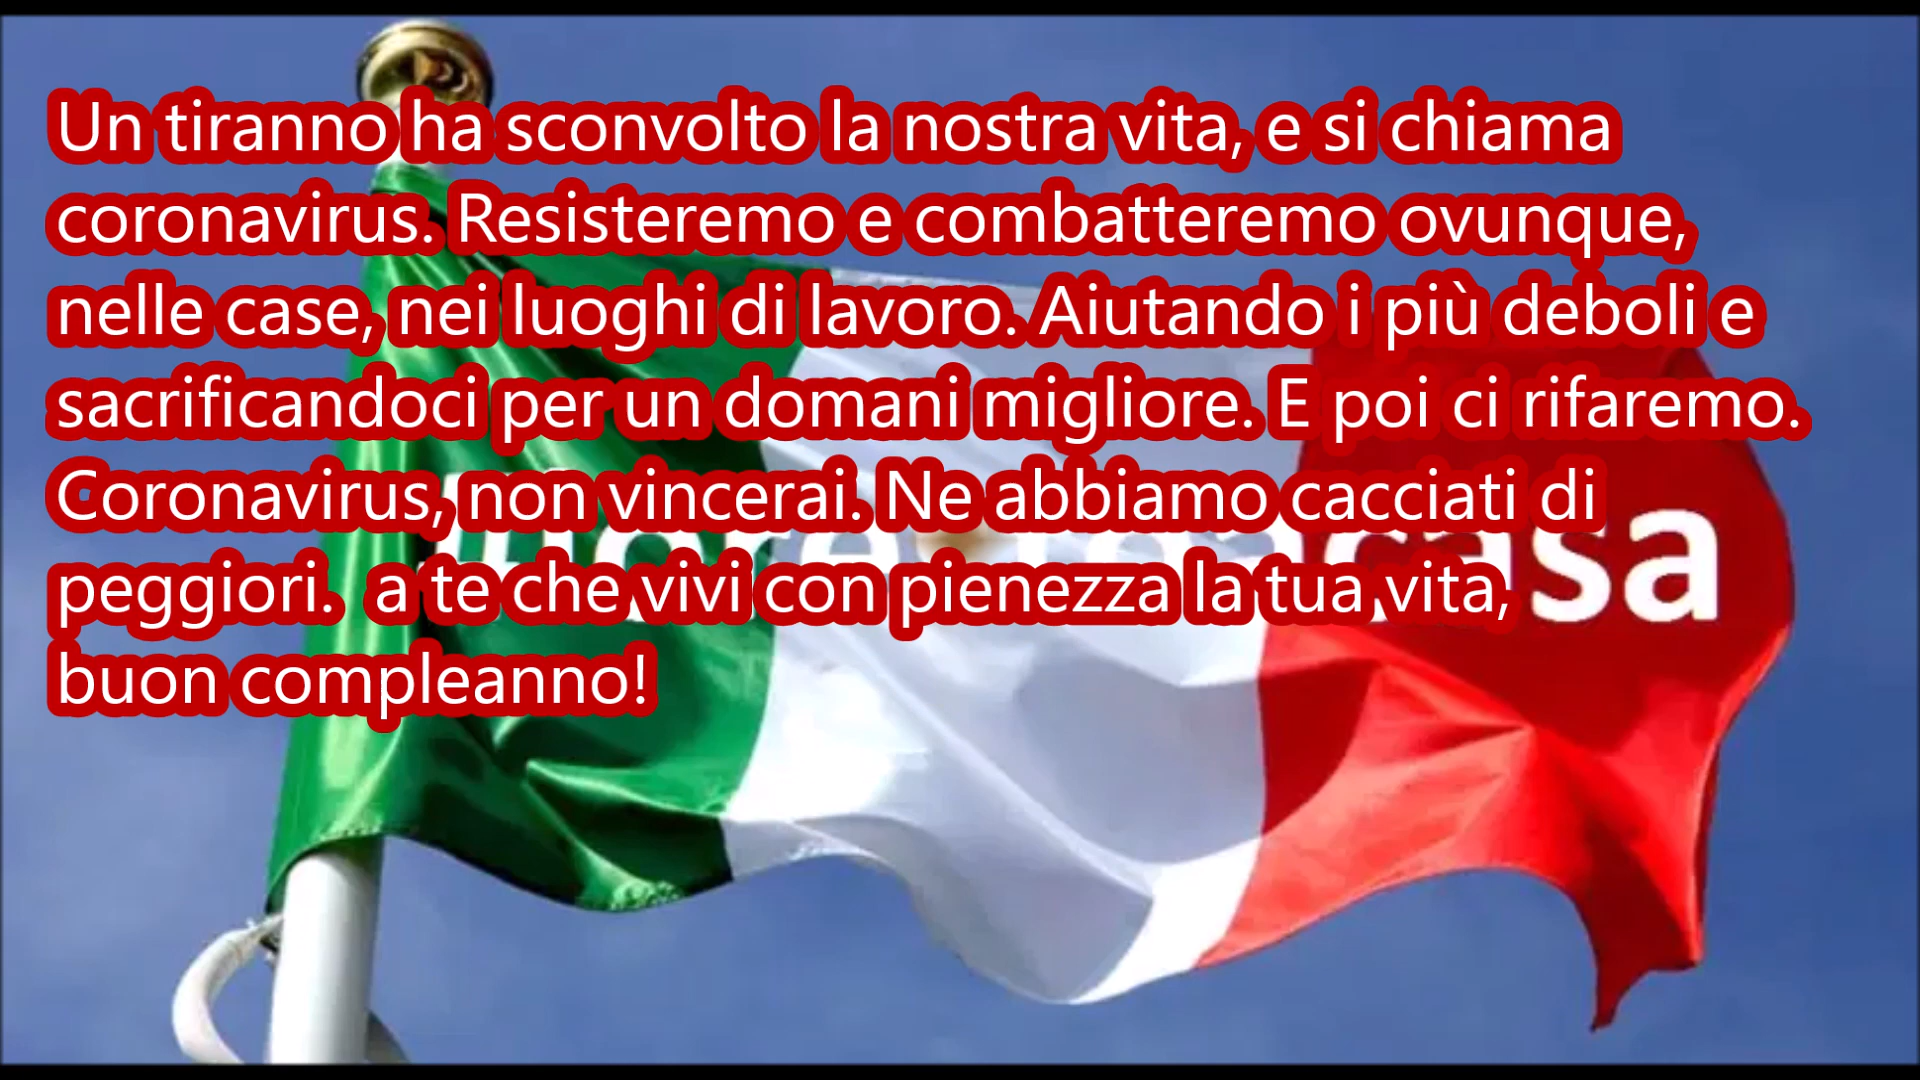 Un tiranno ha sconvolto la nostra vita, e si chiama
coronavirus. Resisteremo e combatteremo ovunque,
nelle case, nei luoghi di lavoro. Aiutando i più deboli e
sacrificandoci per un domani migliore. E poi ci rifaremo.
Coronavirus, non vincerai. Ne abbiamo cacciati di
peggiori.  a te che vivi con pienezza la tua vita,
buon compleanno!